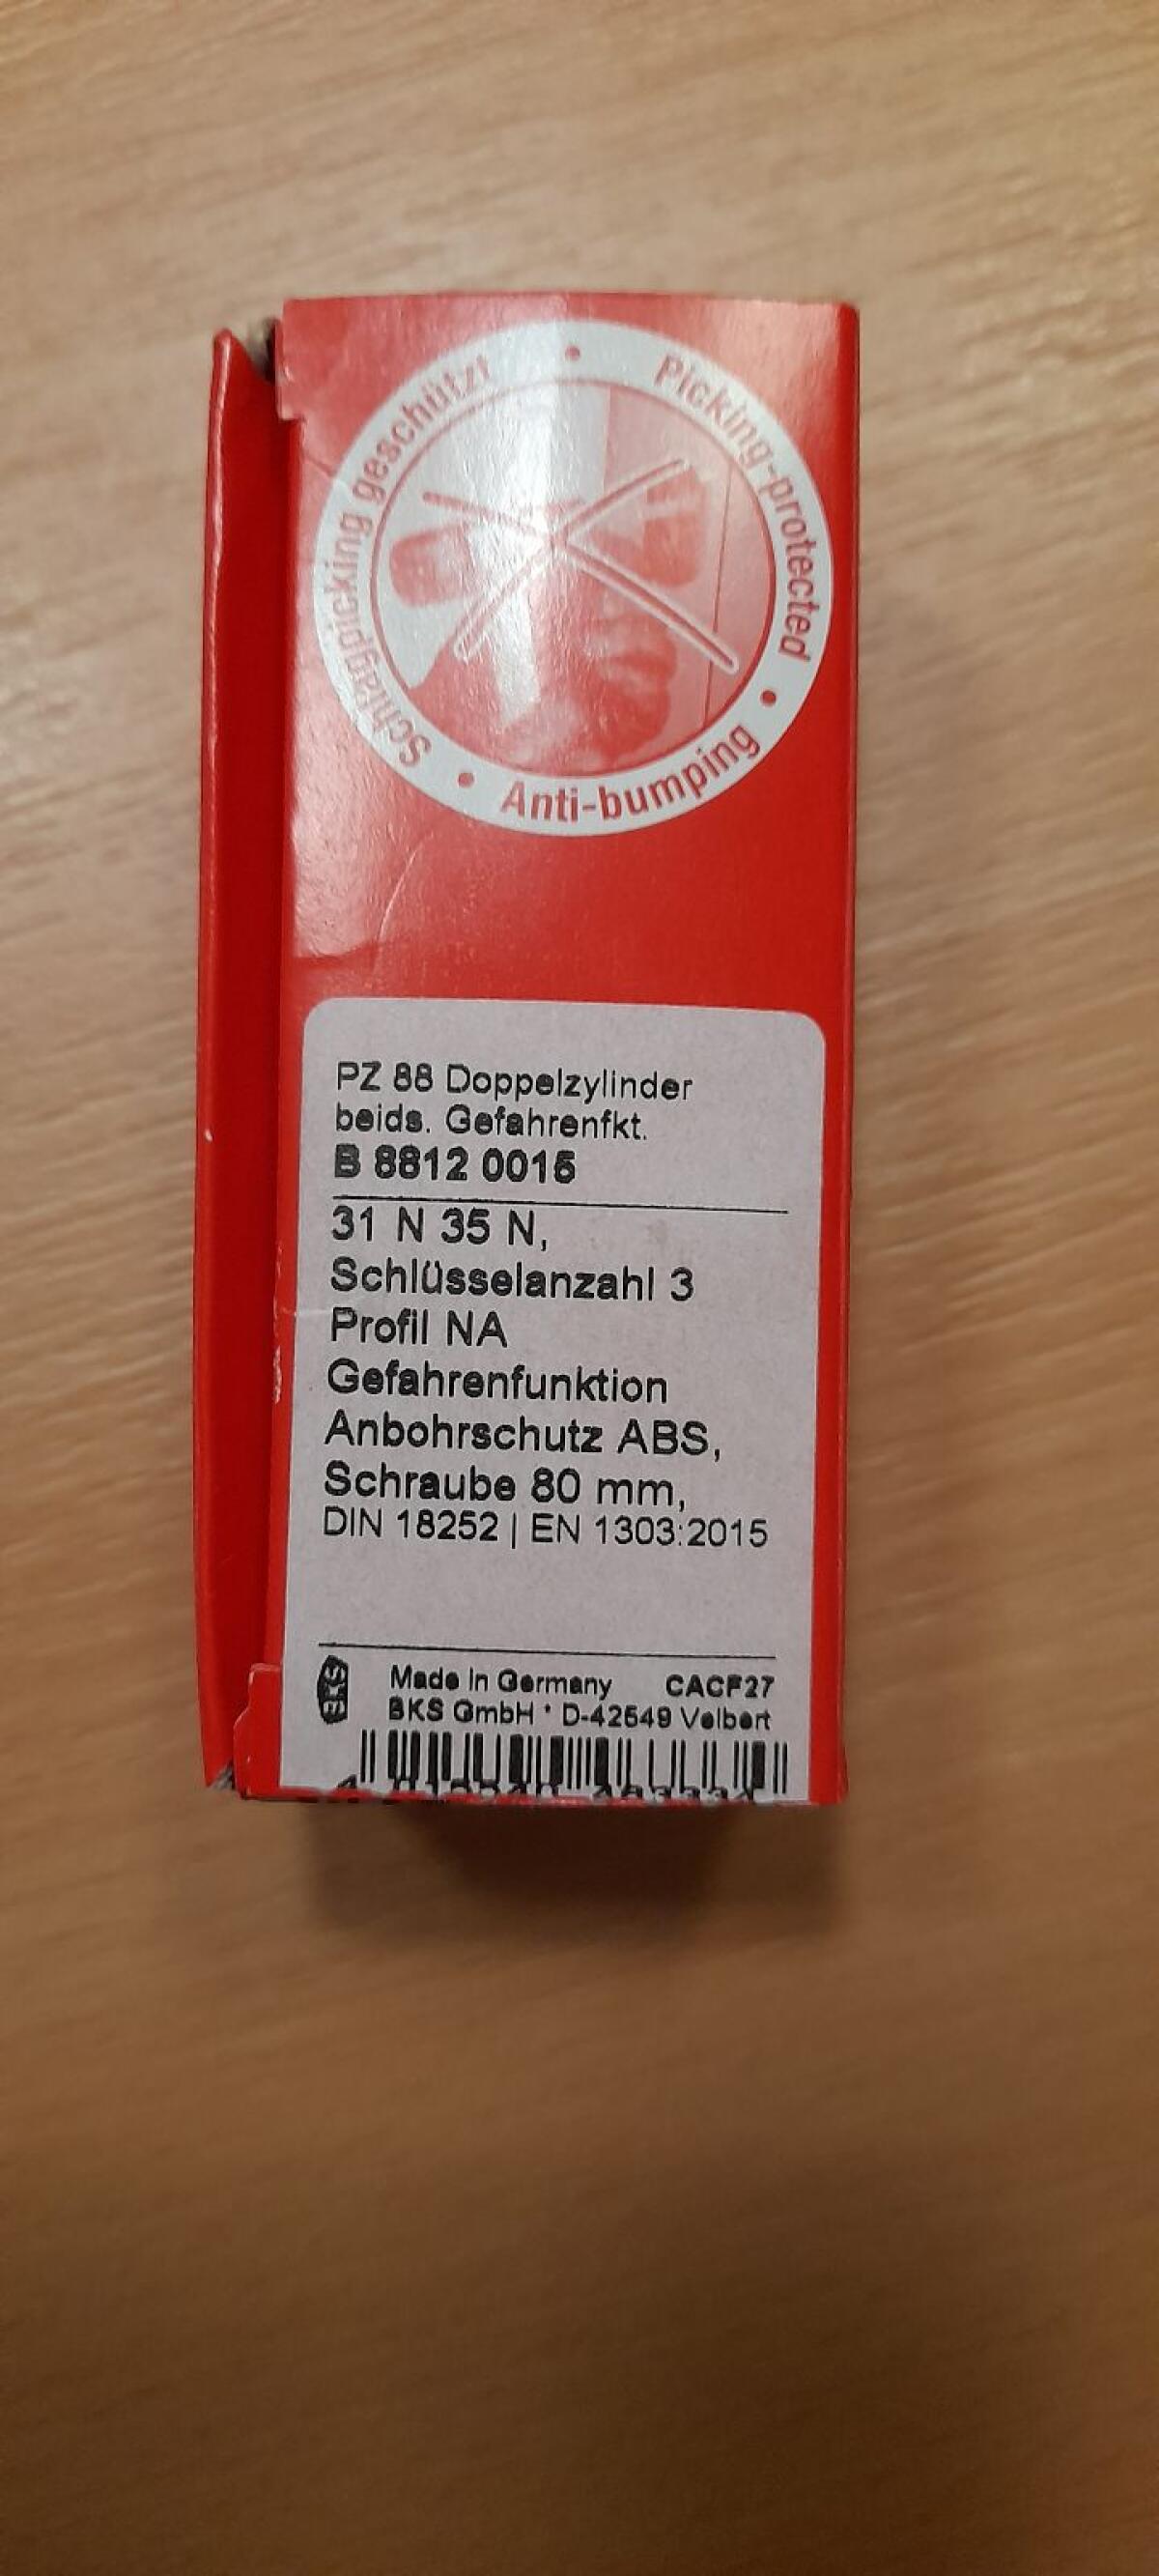 Schlagpicking geschützt • Picking-protected • Anti-bumping •
PZ 88 Doppelzylinder
beids. Gefahrenfkt.
B 8812 0015
31 N 35 N,
Schlüsselanzahl 3
Profil NA
Gefahrenfunktion
Anbohrschutz ABS,
Schraube 80 mm,
DIN 18252 | EN 1303:2015
BKS
Made in Germany CACF27
BKS GmbH * D-42549 Velbert